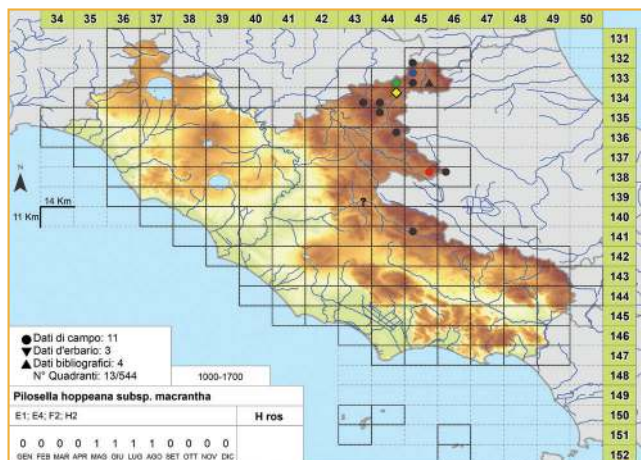 34 35 36 37 38 39 40 41 42 43 44 45 46 47 48 49 50
131
132
133
134
135
136
137
138
139
140
141
142
143
144
145
146
147
148
149
150
151
152
N
14 Km
11 Km
?
Dati di campo: 11
Dati d'erbario: 3
Dati bibliografici: 4
N° Quadranti: 13/544
1000-1700
Pilosella hoppeana subsp. macrantha
E1; E4; F2; H2
H ros
0 0 0 0 1 1 1 1 0 0 0 0
GEN FEB MAR APR MAG GIU LUG AGO SET OTT NOV DIC